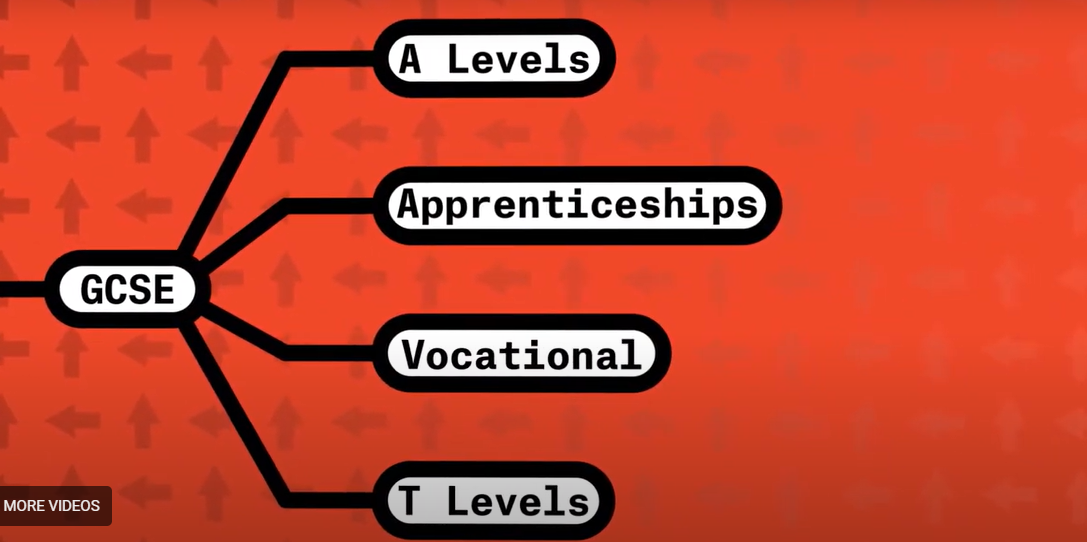 A Levels
Apprenticeships
GCSE
Vocational
T Levels
MORE VIDEOS